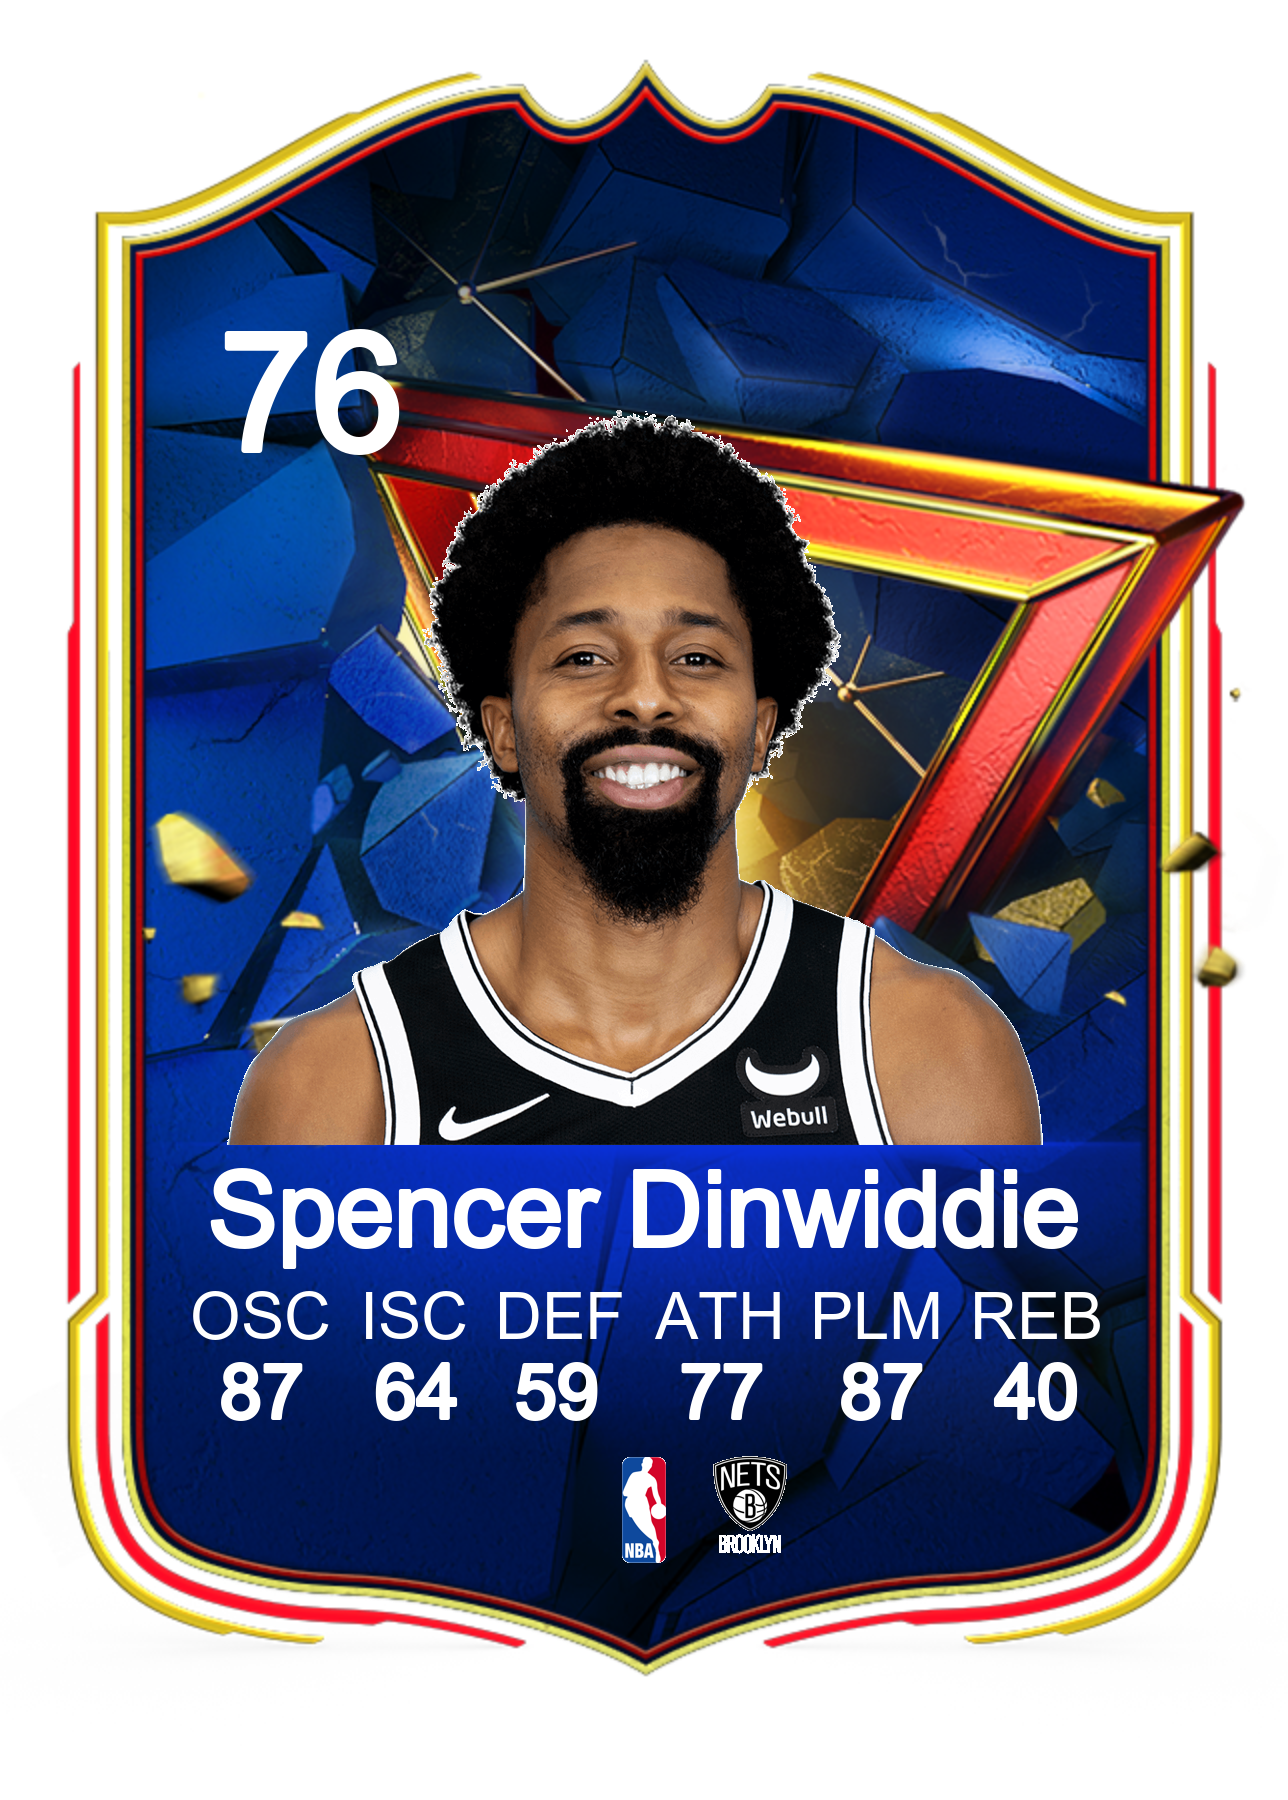 76
Webull
Spencer Dinwiddie
OSC ISC DEF ATH PLM REB
87 64 59 77 87 40
NBA
NETS
B
BROOKLYN